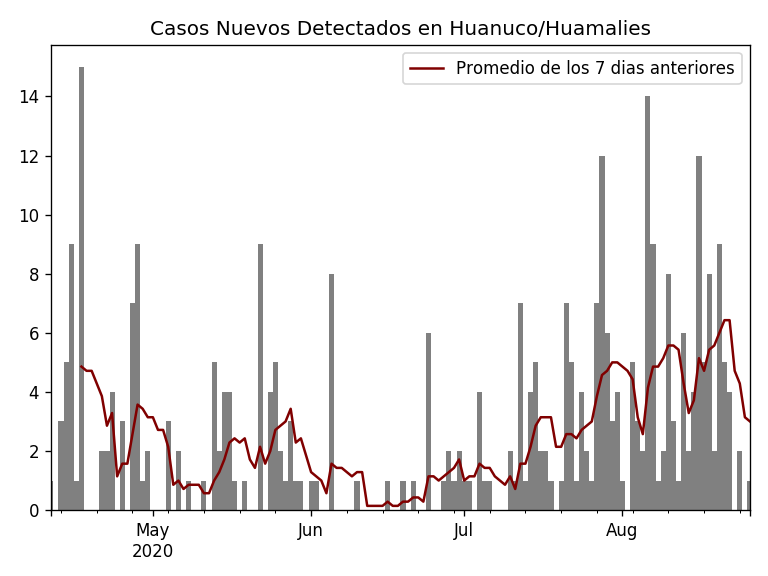 Casos Nuevos Detectados en Huanuco/Huamalies
Promedio de los 7 dias anteriores
14
12
10
8
6
4
2
0
May
2020
Jun
Jul
Aug